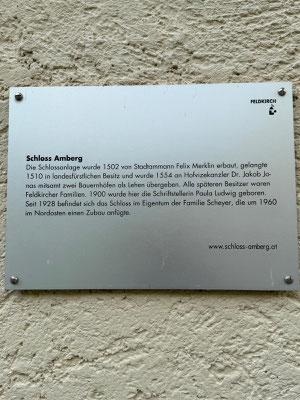 FELDKIRCH
Schloss Amberg
Die Schlossanlage wurde 1502 von Stadtammann Felix Merklin erbaut, gelangte
1510 in landesfürstlichen Besitz und wurde 1554 an Hofvizekanzler Dr. Jakob Jo-
nas mitsamt zwei Bauernhöfen als Lehen übergeben. Alle späteren Besitzer waren
Feldkircher Familien. 1900 wurde hier die Schriftstellerin Paula Ludwig geboren.
Seit 1928 befindet sich das Schloss im Eigentum der Familie Scheyer, die um 1960
im Nordosten einen Zubau anfügte.
www.schloss-amberg.at